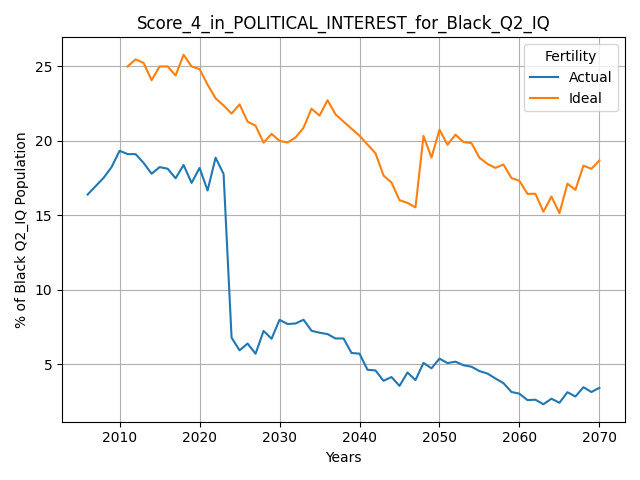 Score_4_in_POLITICAL_INTEREST_for_Black_Q2_IQ
Fertility
Actual
Ideal
% of Black Q2_IQ Population
25
20
15
10
5
2010 2020 2030 2040 2050 2060 2070
Years